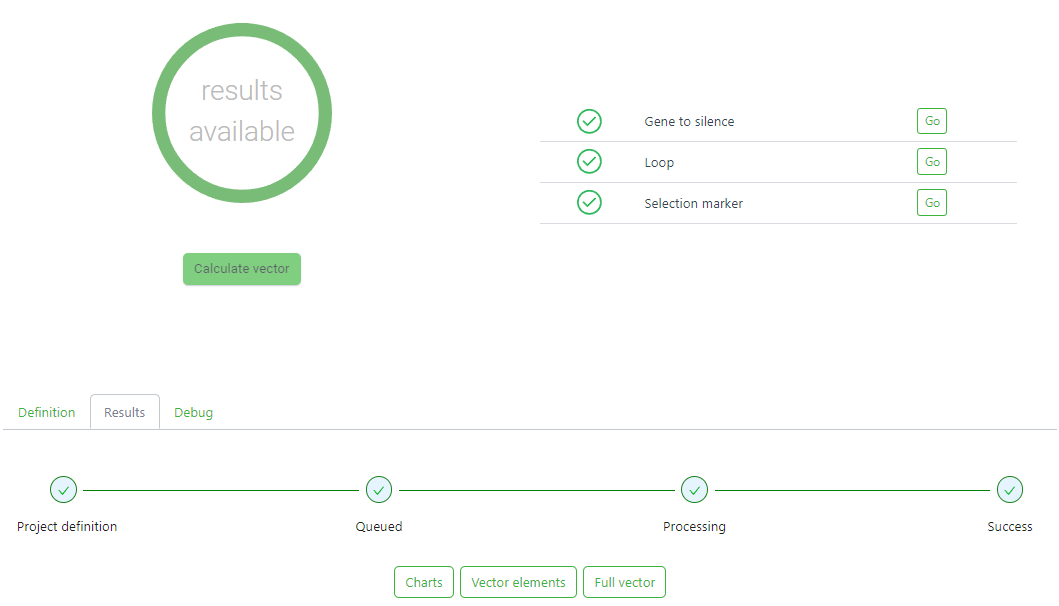 results
available
Calculate vector
Gene to silence Go
Loop Go
Selection marker Go
Definition Results Debug
Project definition Queued Processing Success
Charts Vector elements Full vector